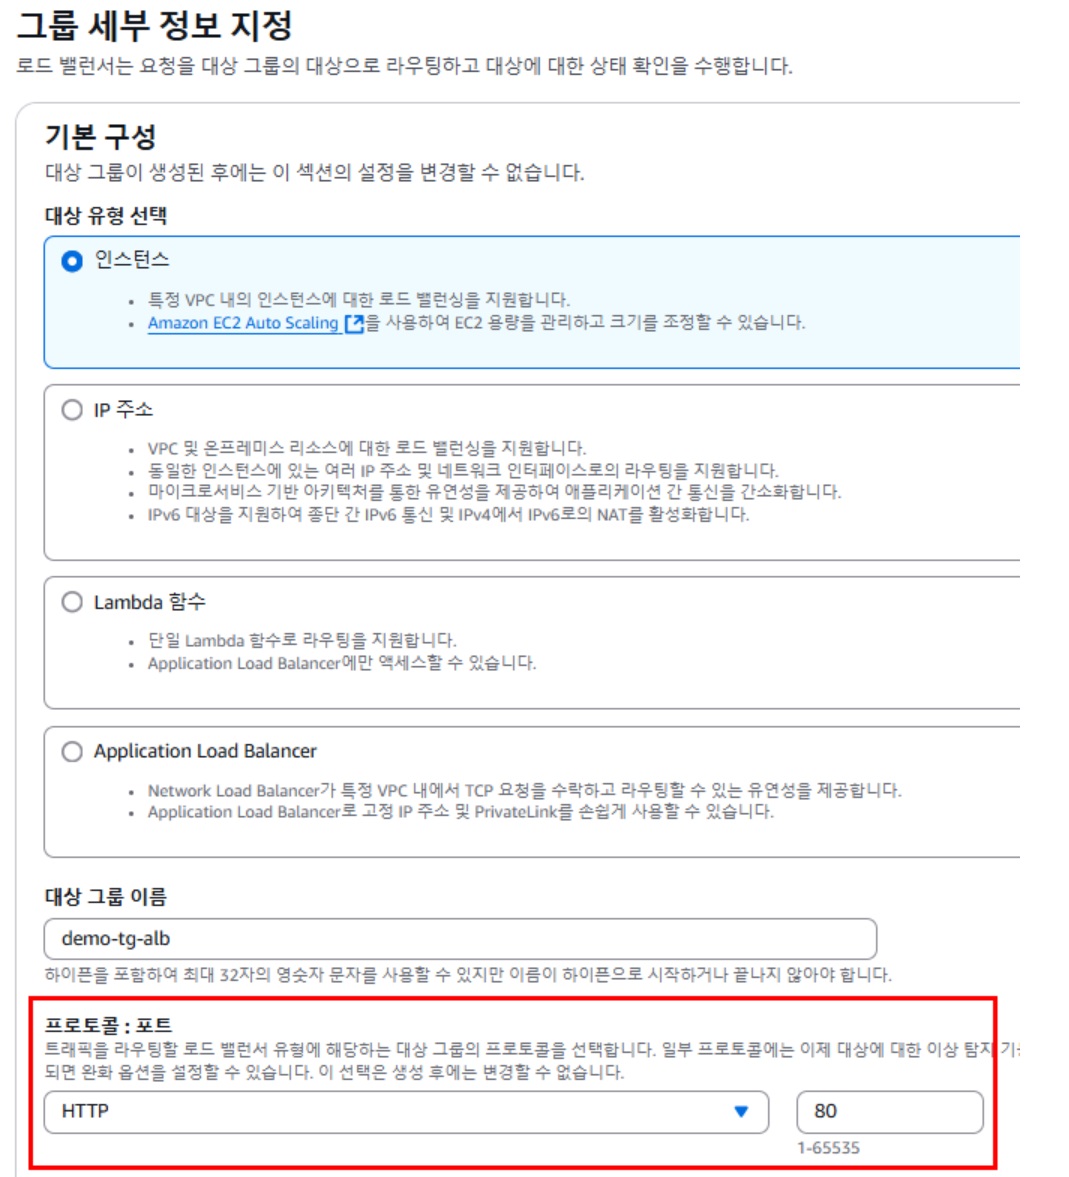 그룹 세부 정보 지정
로드 밸런서는 요청을 대상 그룹의 대상으로 라우팅하고 대상에 대한 상태 확인을 수행합니다.
기본 구성
대상 그룹이 생성된 후에는 이 섹션의 설정을 변경할 수 없습니다.
대상 유형 선택
인스턴스
• 특정 VPC 내의 인스턴스에 대한 로드 밸런싱을 지원합니다.
• Amazon EC2 Auto Scaling 을 사용하여 EC2 용량을 관리하고 크기를 조정할 수 있습니다.
IP 주소
• VPC 및 온프레미스 리소스에 대한 로드 밸런싱을 지원합니다.
• 동일한 인스턴스에 있는 여러 IP 주소 및 네트워크 인터페이스로의 라우팅을 지원합니다.
• 마이크로서비스 기반 아키텍처를 통한 유연성을 제공하여 애플리케이션 간 통신을 간소화합니다.
• IPv6 대상을 지원하여 종단 간 IPv6 통신 및 IPv4에서 IPv6로의 NAT를 활성화합니다.
Lambda 함수
• 단일 Lambda 함수로 라우팅을 지원합니다.
• Application Load Balancer에만 액세스할 수 있습니다.
Application Load Balancer
• Network Load Balancer가 특정 VPC 내에서 TCP 요청을 수락하고 라우팅할 수 있는 유연성을 제공합니다.
• Application Load Balancer로 고정 IP 주소 및 PrivateLink를 손쉽게 사용할 수 있습니다.
대상 그룹 이름
demo-tg-alb
하이픈을 포함하여 최대 32자의 영숫자 문자를 사용할 수 있지만 이름이 하이픈으로 시작하거나 끝나지 않아야 합니다.
프로토콜 : 포트
트래픽을 라우팅할 로드 밸런서 유형에 해당하는 대상 그룹의 프로토콜을 선택합니다. 일부 프로토콜에는 이제 대상에 대한 이상 탐지
되면 완화 옵션을 설정할 수 있습니다. 이 선택은 생성 후에는 변경할 수 없습니다.
HTTP 80
1-65535